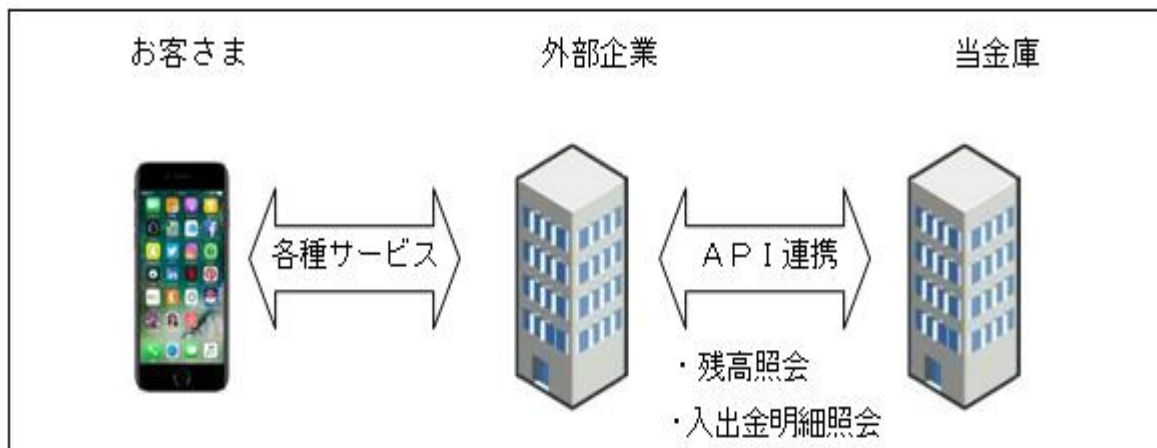 お客さま
外部企業
当金庫
各種サービス
ＡＰＩ連携
・残高照会
・入出金明細照会